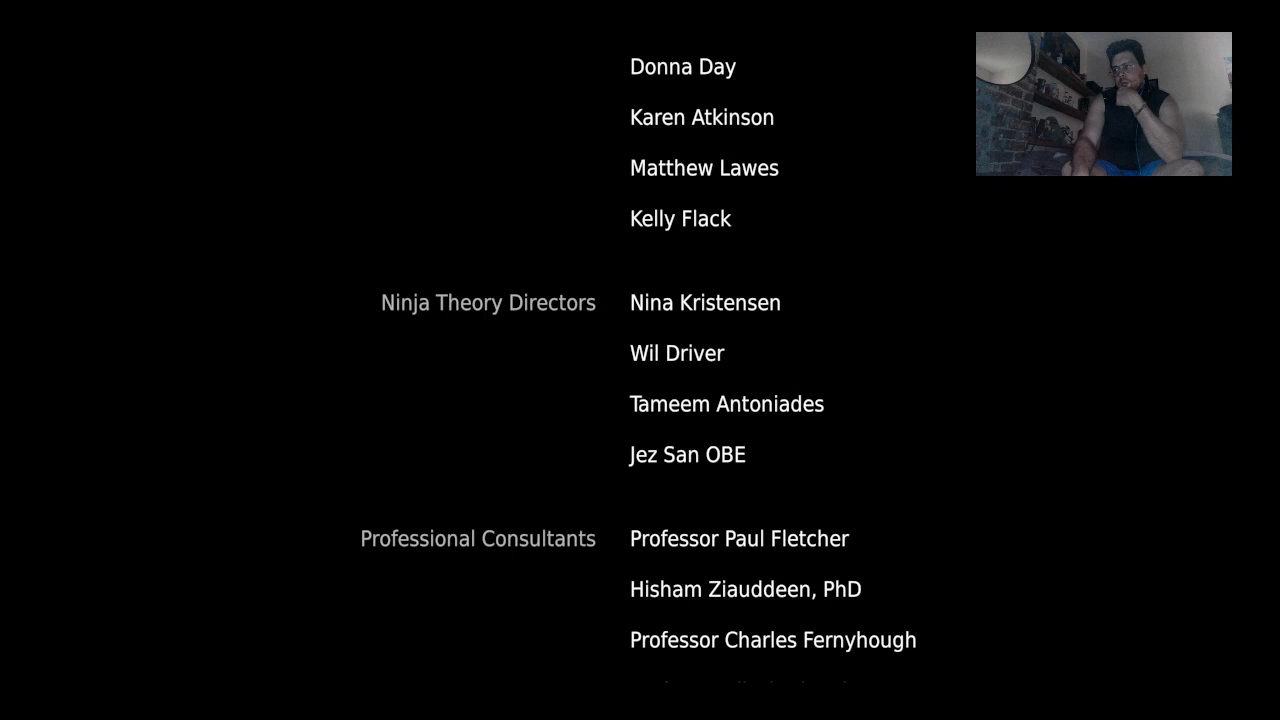 Donna Day
Karen Atkinson
Matthew Lawes
Kelly Flack
Ninja Theory Directors Nina Kristensen
Wil Driver
Tameem Antoniades
Jez San OBE
Professional Consultants Professor Paul Fletcher
Hisham Ziauddeen, PhD
Professor Charles Fernyhough